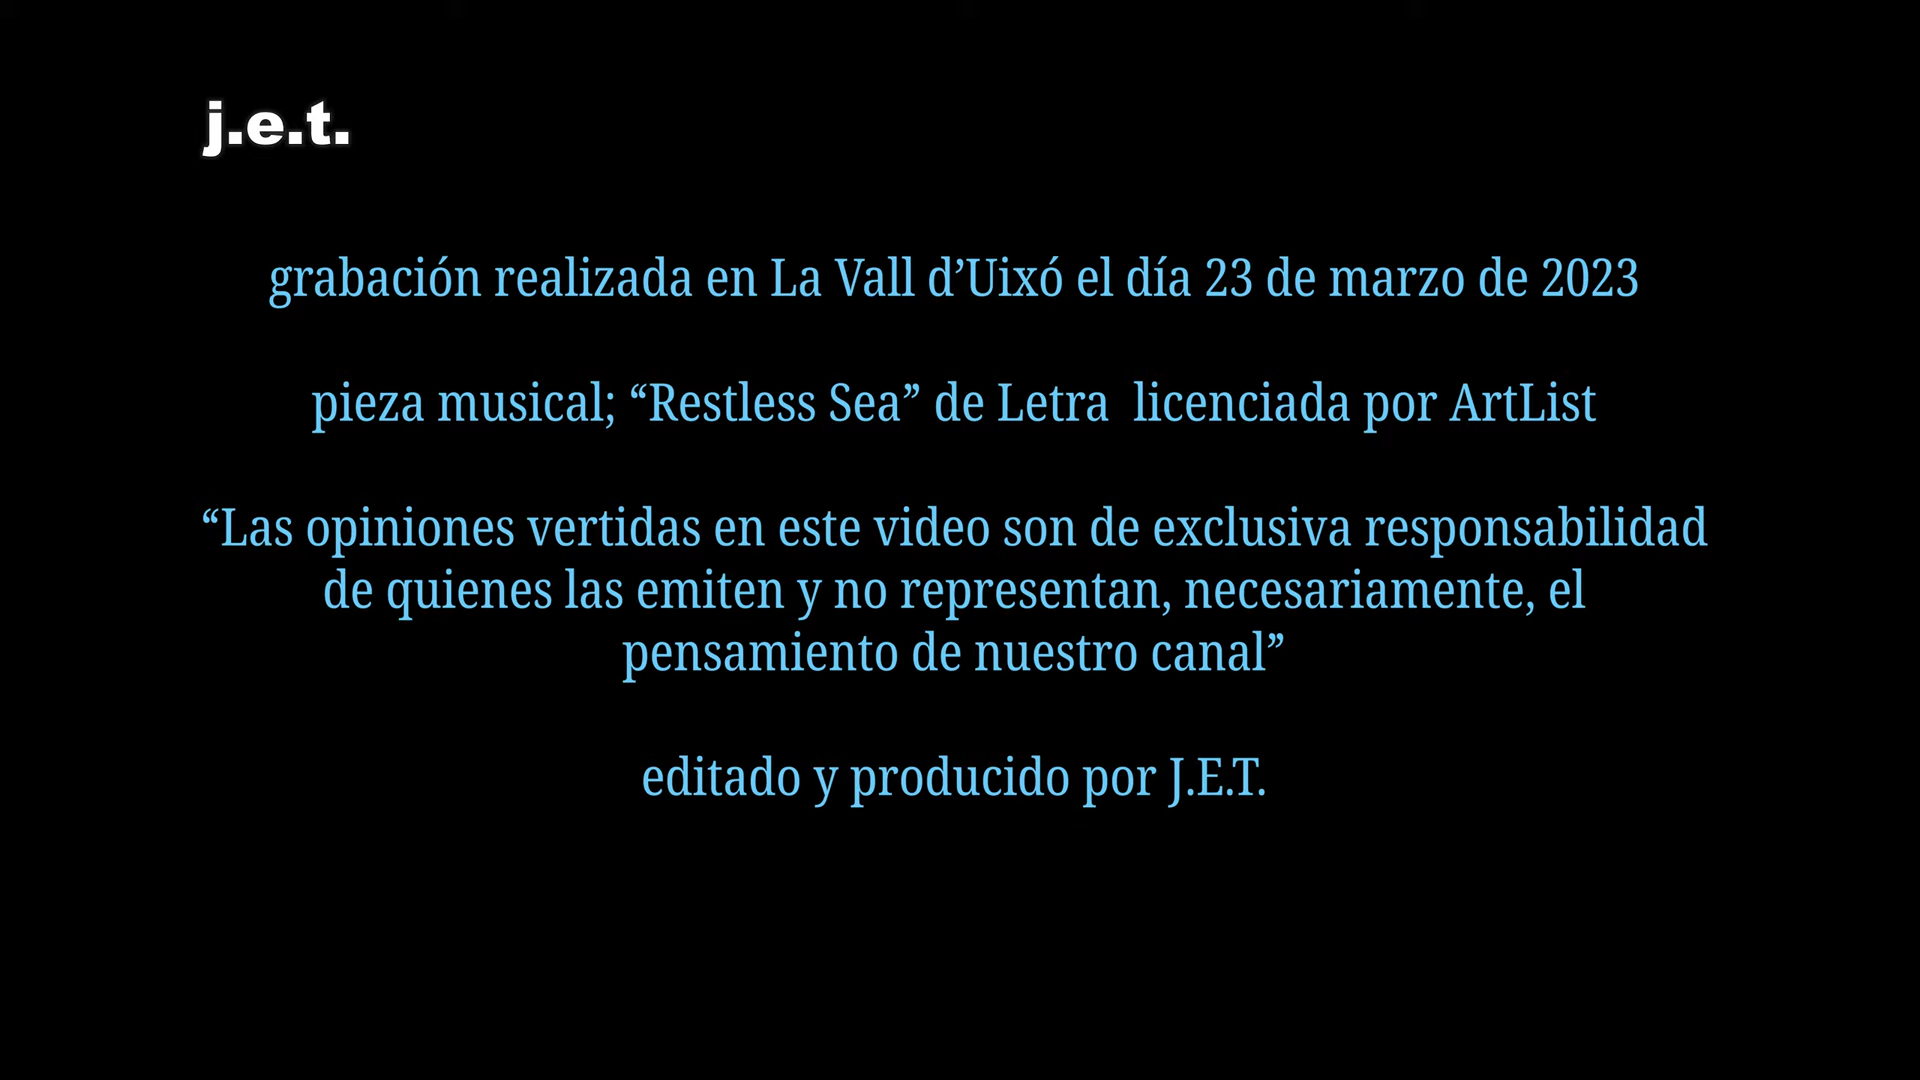 j.e.t.
grabación realizada en La Vall d’Uixó el día 23 de marzo de 2023
pieza musical; “Restless Sea” de Letra  licenciada por ArtList
“Las opiniones vertidas en este video son de exclusiva responsabilidad
de quienes las emiten y no representan, necesariamente, el
pensamiento de nuestro canal”
editado y producido por J.E.T.